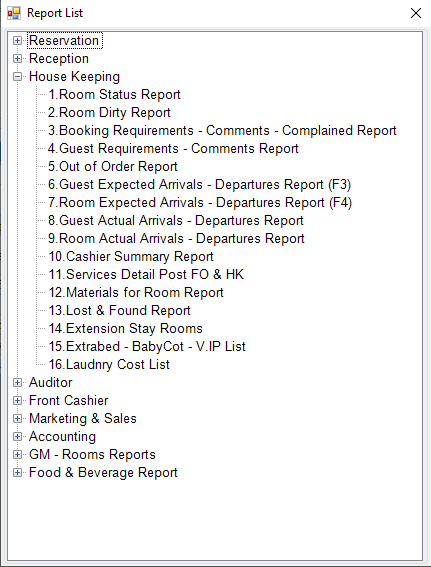 Report List
Reservation
Reception
House Keeping
1.Room Status Report
2.Room Dirty Report
3.Booking Requirements - Comments - Complained Report
4.Guest Requirements - Comments Report
5.Out of Order Report
6.Guest Expected Arrivals - Departures Report (F3)
7.Room Expected Arrivals - Departures Report (F4)
8.Guest Actual Arrivals - Departures Report
9.Room Actual Arrivals - Departures Report
10.Cashier Summary Report
11.Services Detail Post FO & HK
12.Materials for Room Report
13.Lost & Found Report
14.Extension Stay Rooms
15.Extrabed - BabyCot - V.IP List
16.Laudnry Cost List
Auditor
Front Cashier
Marketing & Sales
Accounting
GM - Rooms Reports
Food & Beverage Report